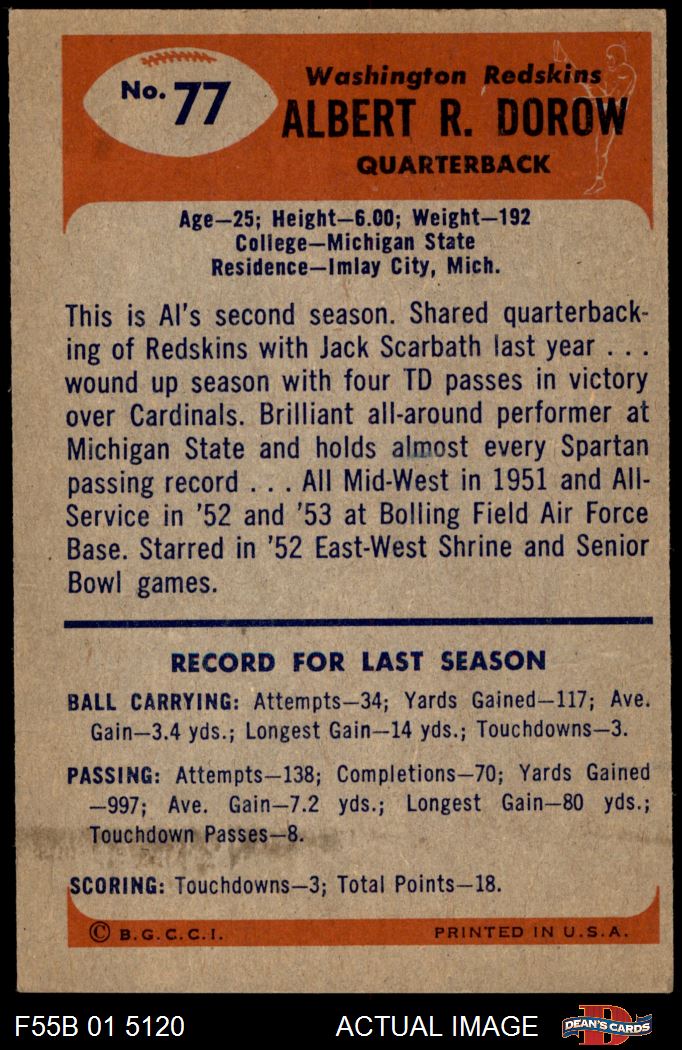 No. 77
Washington Redskins
ALBERT R. DOROW
QUARTERBACK
Age—25; Height—6.00; Weight—192
College—Michigan State
Residence—Imlay City, Mich.
This is Al's second season. Shared quarterback-
ing of Redskins with Jack Scarbath last year . . .
wound up season with four TD passes in victory
over Cardinals. Brilliant all-around performer at
Michigan State and holds almost every Spartan
passing record . . . All Mid-West in 1951 and All-
Service in '52 and '53 at Bolling Field Air Force
Base. Starred in '52 East-West Shrine and Senior
Bowl games.
RECORD FOR LAST SEASON
BALL CARRYING: Attempts—34; Yards Gained—117; Ave.
Gain—3.4 yds.; Longest Gain—14 yds.; Touchdowns—3.
PASSING: Attempts—138; Completions—70; Yards Gained
—997; Ave. Gain—7.2 yds.; Longest Gain—80 yds.;
Touchdown Passes—8.
SCORING: Touchdowns—3; Total Points—18.
© B.G.C.C.I. PRINTED IN U.S.A.
F55B 01 5120 ACTUAL IMAGE DEAN'S CARDS